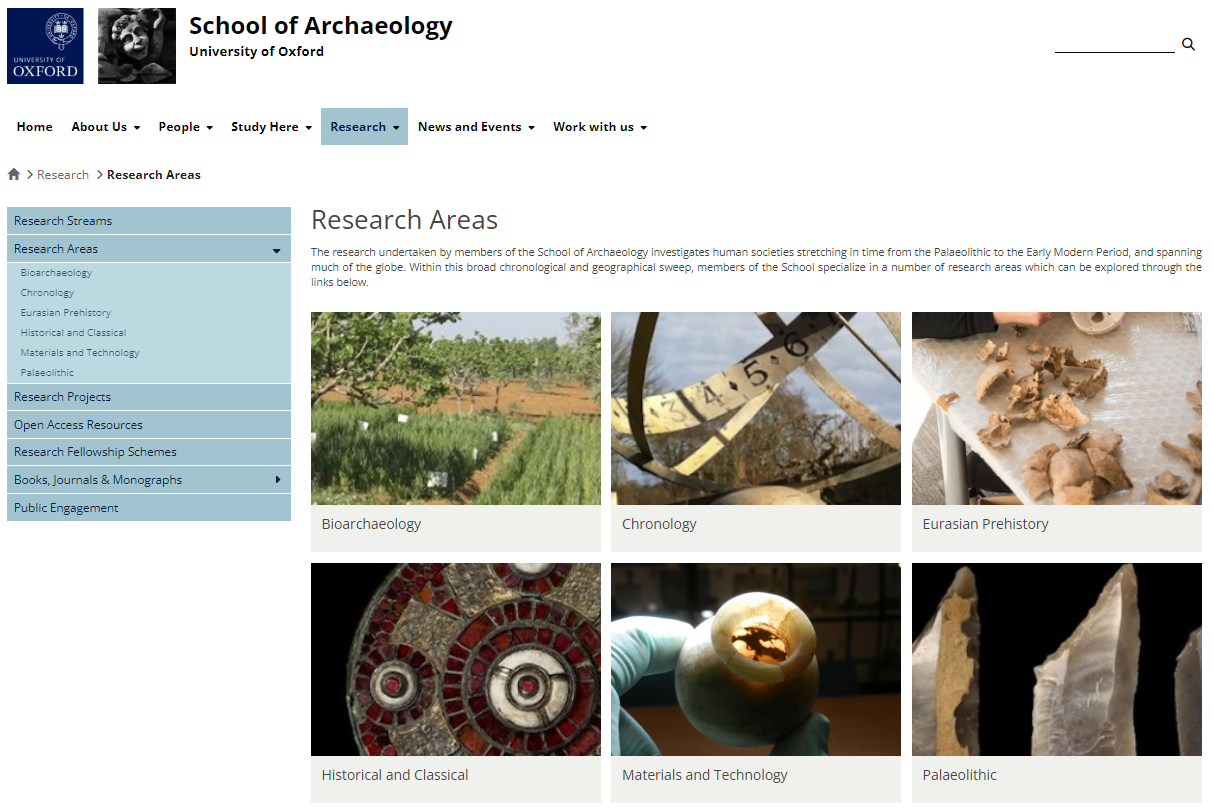 UNIVERSITY OF
OXFORD
School of Archaeology
University of Oxford
Home About Us People Study Here Research News and Events Work with us
Research Research Areas
Research Streams
Research Areas
Bioarchaeology
Chronology
Eurasian Prehistory
Historical and Classical
Materials and Technology
Palaeolithic
Research Projects
Open Access Resources
Research Fellowship Schemes
Books, Journals & Monographs
Public Engagement
Research Areas
The research undertaken by members of the School of Archaeology investigates human societies stretching in time from the Palaeolithic to the Early Modern Period, and spanning
much of the globe. Within this broad chronological and geographical sweep, members of the School specialize in a number of research areas which can be explored through the
links below.
3 4 5 6
Bioarchaeology
Chronology
Eurasian Prehistory
Historical and Classical
Materials and Technology
Palaeolithic